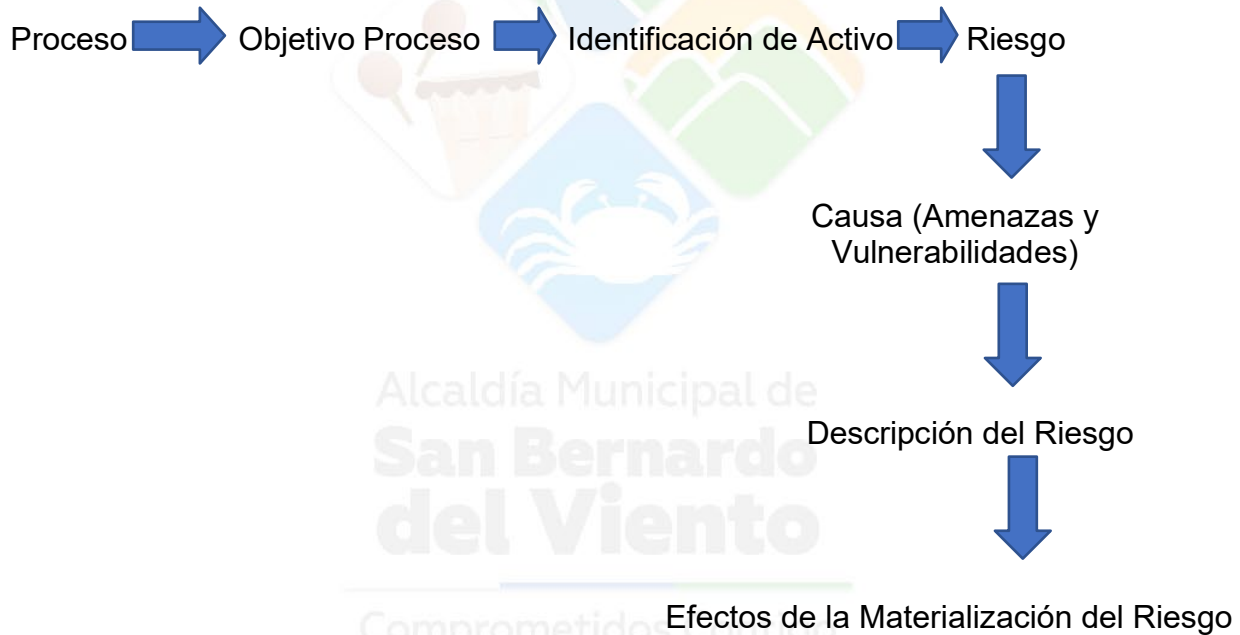 Proceso Objetivo Proceso Identificación de Activo Riesgo
Causa (Amenazas y
Vulnerabilidades)
Alcaldía Municipal de
Descripción del Riesgo
San Bernardo
del Viento
Efectos de la Materialización del Riesgo
Comprometidos